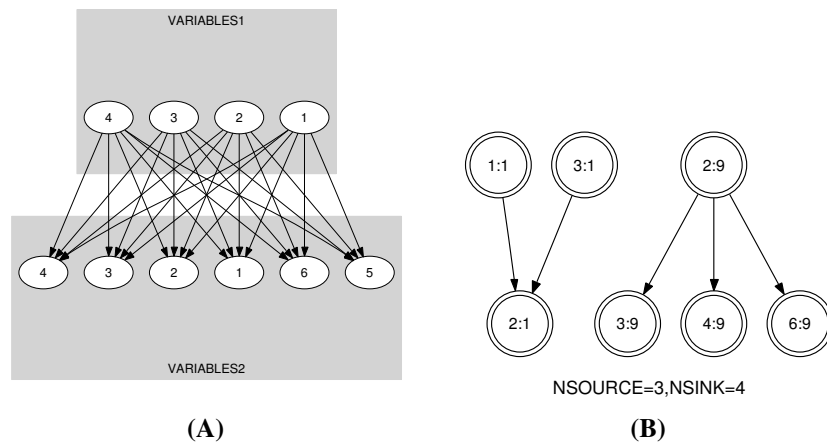 VARIABLES1
4 3 2 1
4 3 2 1 6 5
VARIABLES2
1:1 3:1 2:9
2:1 3:9 4:9 6:9
NSOURCE=3,NSINK=4
(A) (B)